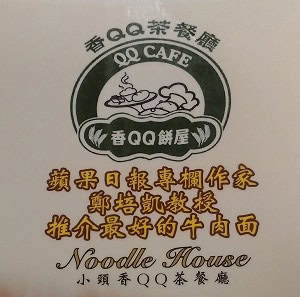 香QQ茶餐廳
QQ CAFE
香QQ餅屋
蘋果日報專欄作家
鄭培凱教授
推介最好的牛肉面
Noodle House
小頭香QQ茶餐廳